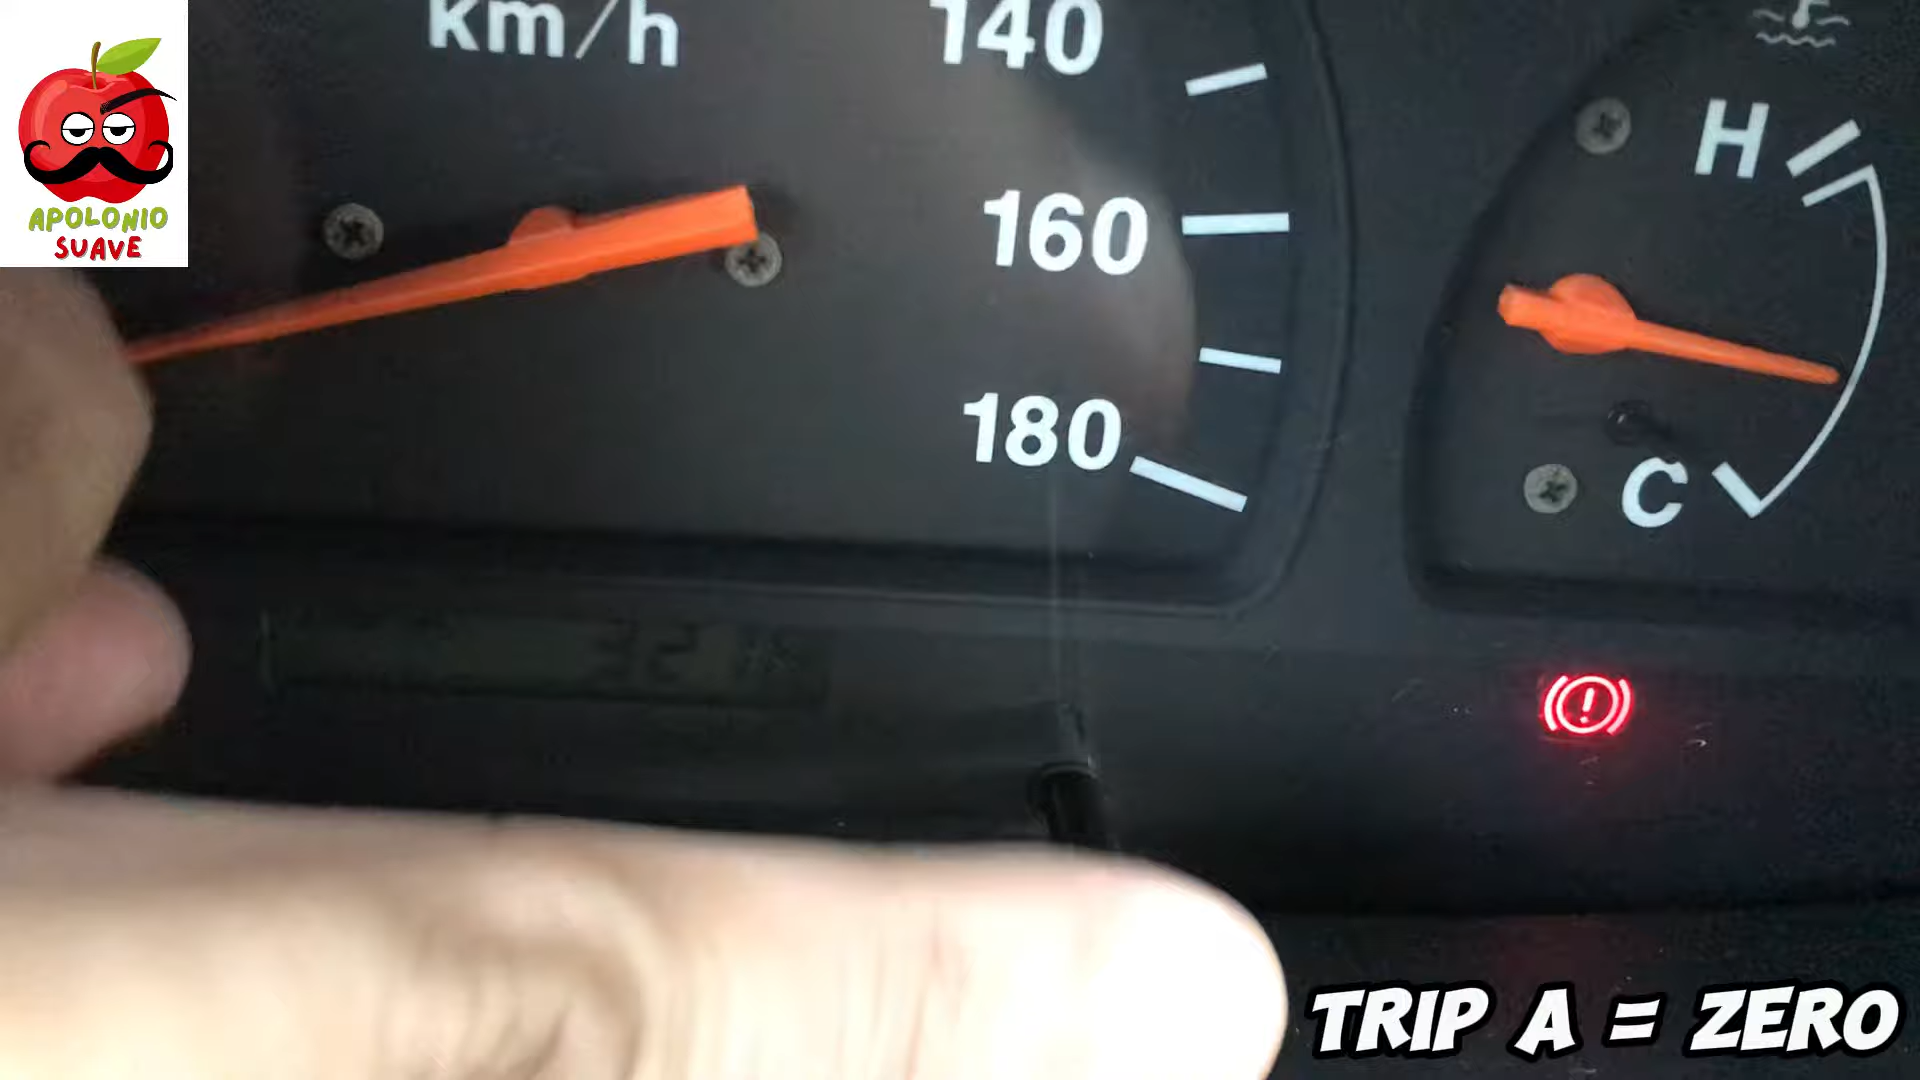 km/h
140
160
180
H
C
APOLONIO
SUAVE
TRIP A = ZERO